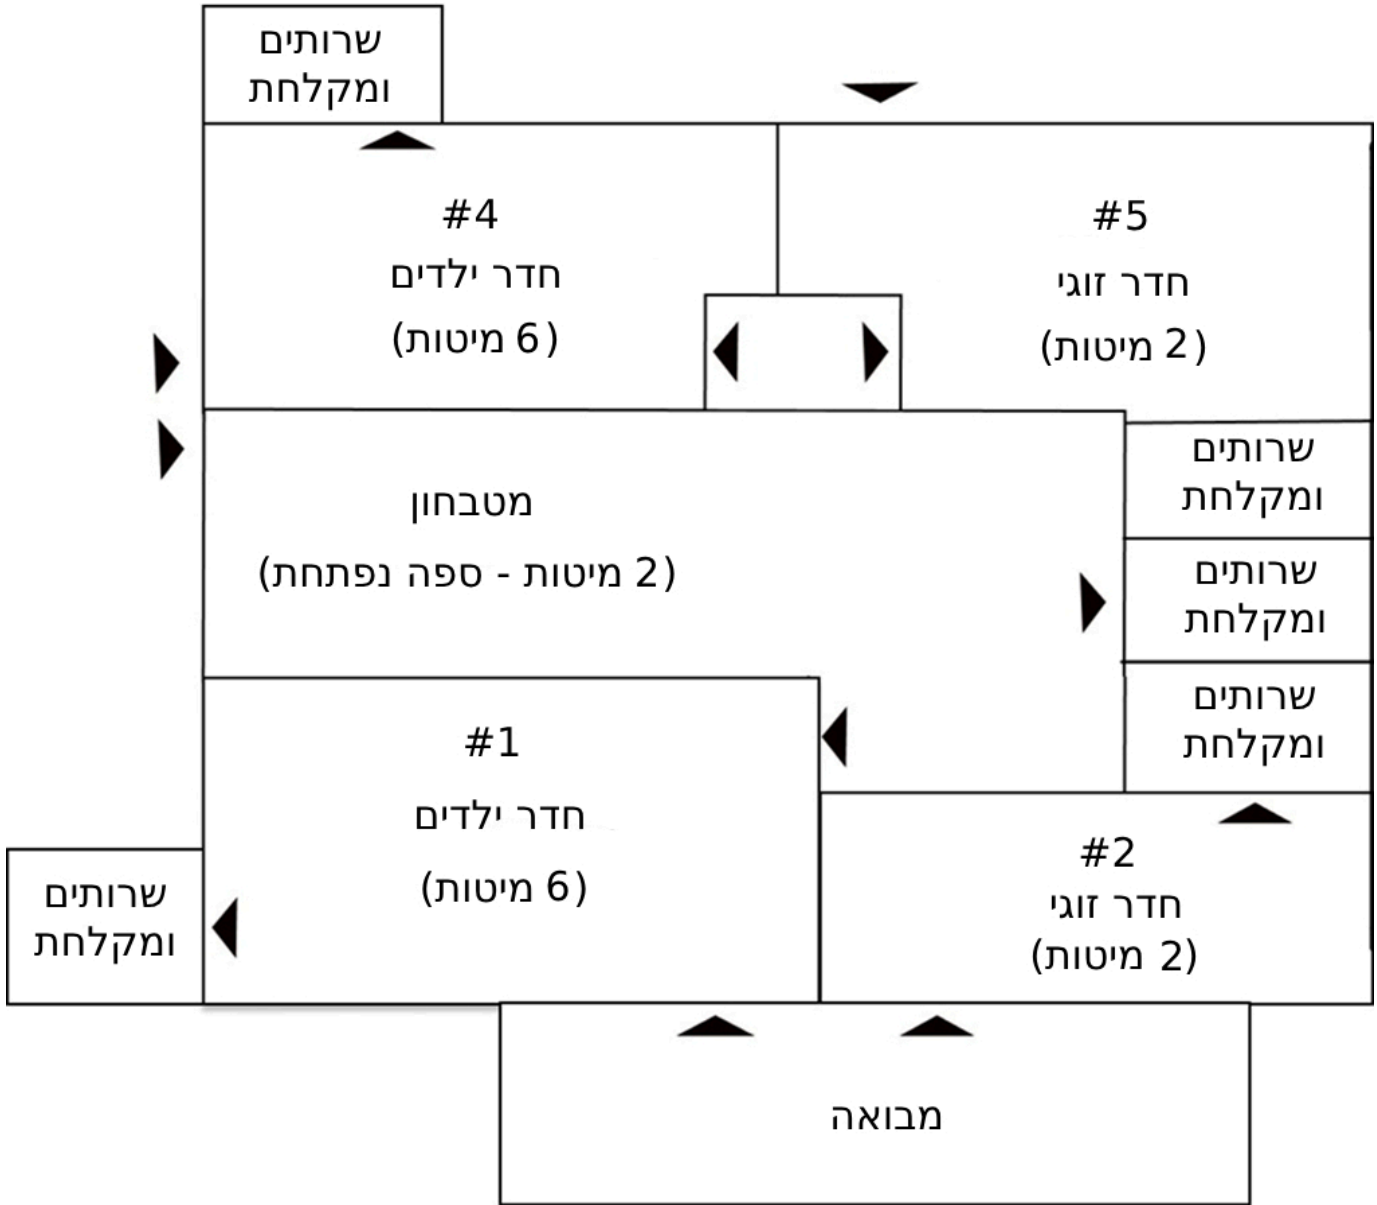 שרותים
ומקלחת
#4
חדר ילדים
(6 מיטות)
#5
חדר זוגי
(2 מיטות)
שרותים
ומקלחת
מטבחון
(2 מיטות - ספה נפתחת)
שרותים
ומקלחת
שרותים
ומקלחת
#1
חדר ילדים
(6 מיטות)
#2
חדר זוגי
(2 מיטות)
שרותים
ומקלחת
מבואה